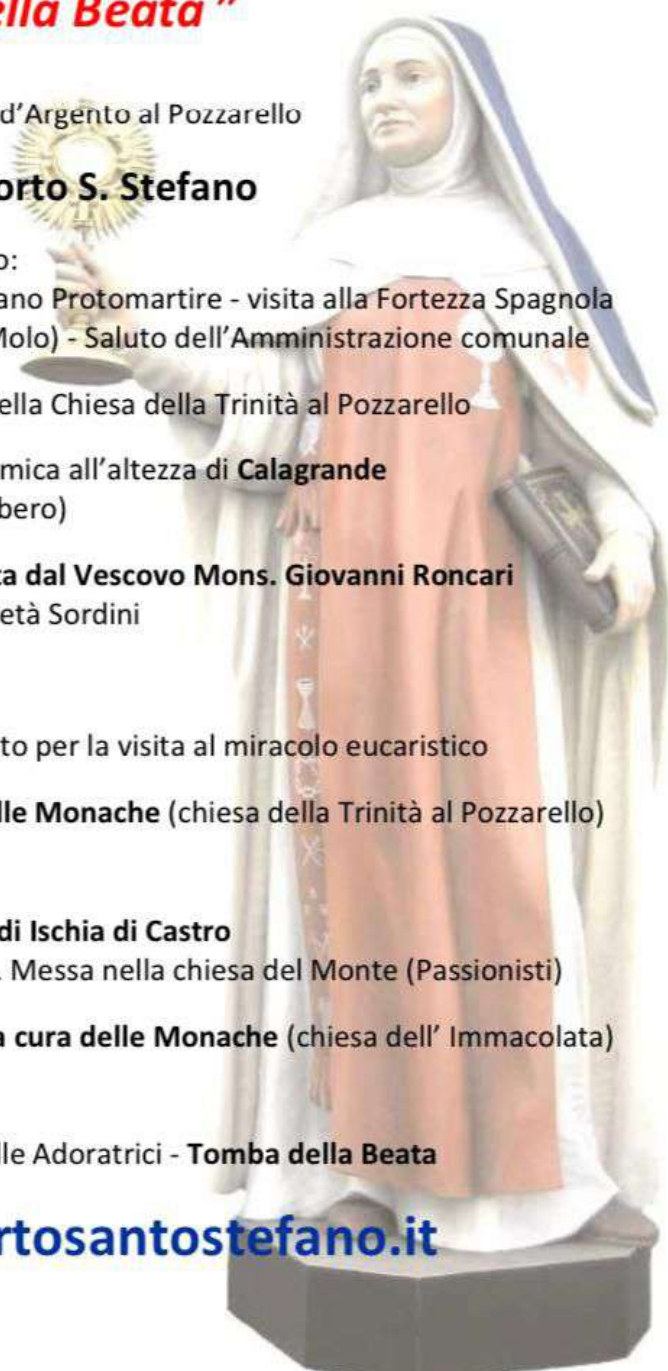 ella Beata”
d’Argento al Pozzarello
orto S. Stefano
o:
ano Protomartire - visita alla Fortezza Spagnola
Molo) - Saluto dell’Amministrazione comunale
ella Chiesa della Trinità al Pozzarello
mica all’altezza di Calagrande
bero)
ta dal Vescovo Mons. Giovanni Roncari
età Sordini
to per la visita al miracolo eucaristico
lle Monache (chiesa della Trinità al Pozzarello)
di Ischia di Castro
. Messa nella chiesa del Monte (Passionisti)
a cura delle Monache (chiesa dell’ Immacolata)
lle Adoratrici - Tomba della Beata
rtosantostefano.it